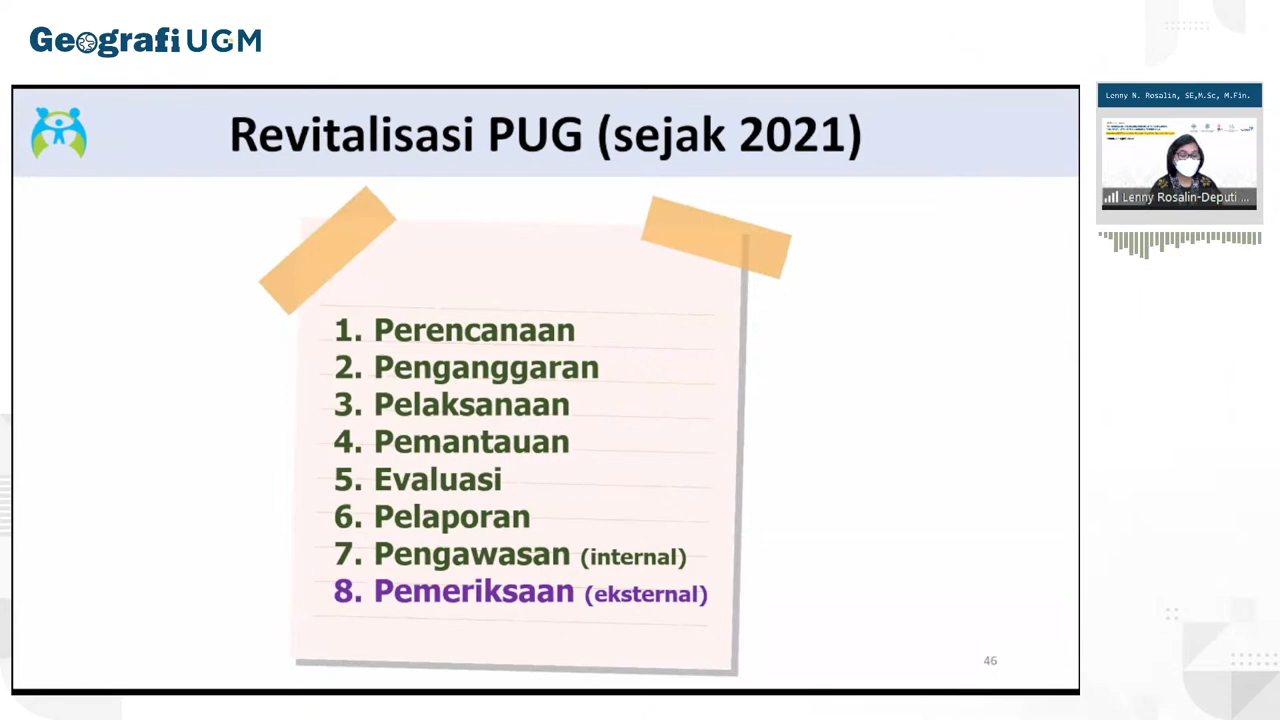 Geografi UGM
Revitalisasi PUG (sejak 2021)
1. Perencanaan
2. Penganggaran
3. Pelaksanaan
4. Pemantauan
5. Evaluasi
6. Pelaporan
7. Pengawasan (internal)
8. Pemeriksaan (eksternal)
46
Lenny N. Rosalin, SE,M.Sc, M.Fin.
Lenny Rosalin-Deputi ...